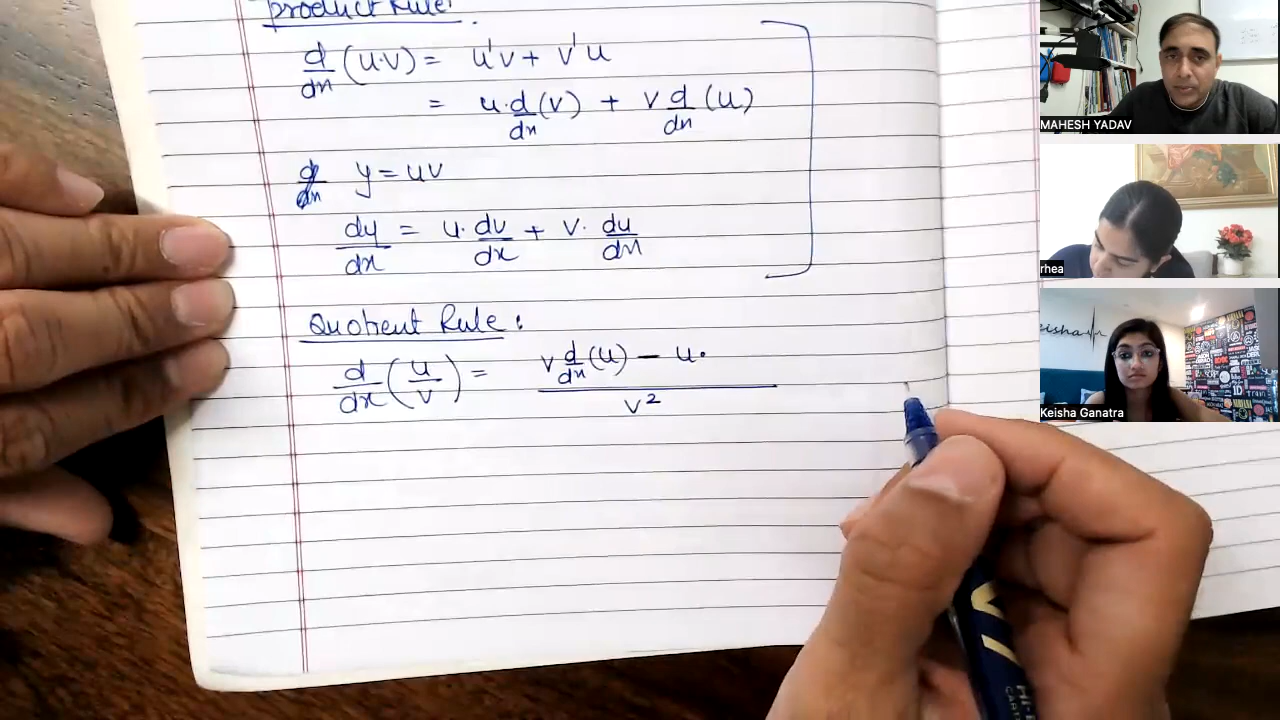 Product Rule:
d/dx (u·v) = u'v + v'u
= u·d/dx (v) + v d/dx (u)
d/dx y = uv
dy/dx = u·dv/dx + v·du/dx
Quotient Rule:
d/dx (u/v) = v d/dx (u) – u·
v²
MAHESH YADAV
rhea
Keisha Ganatra